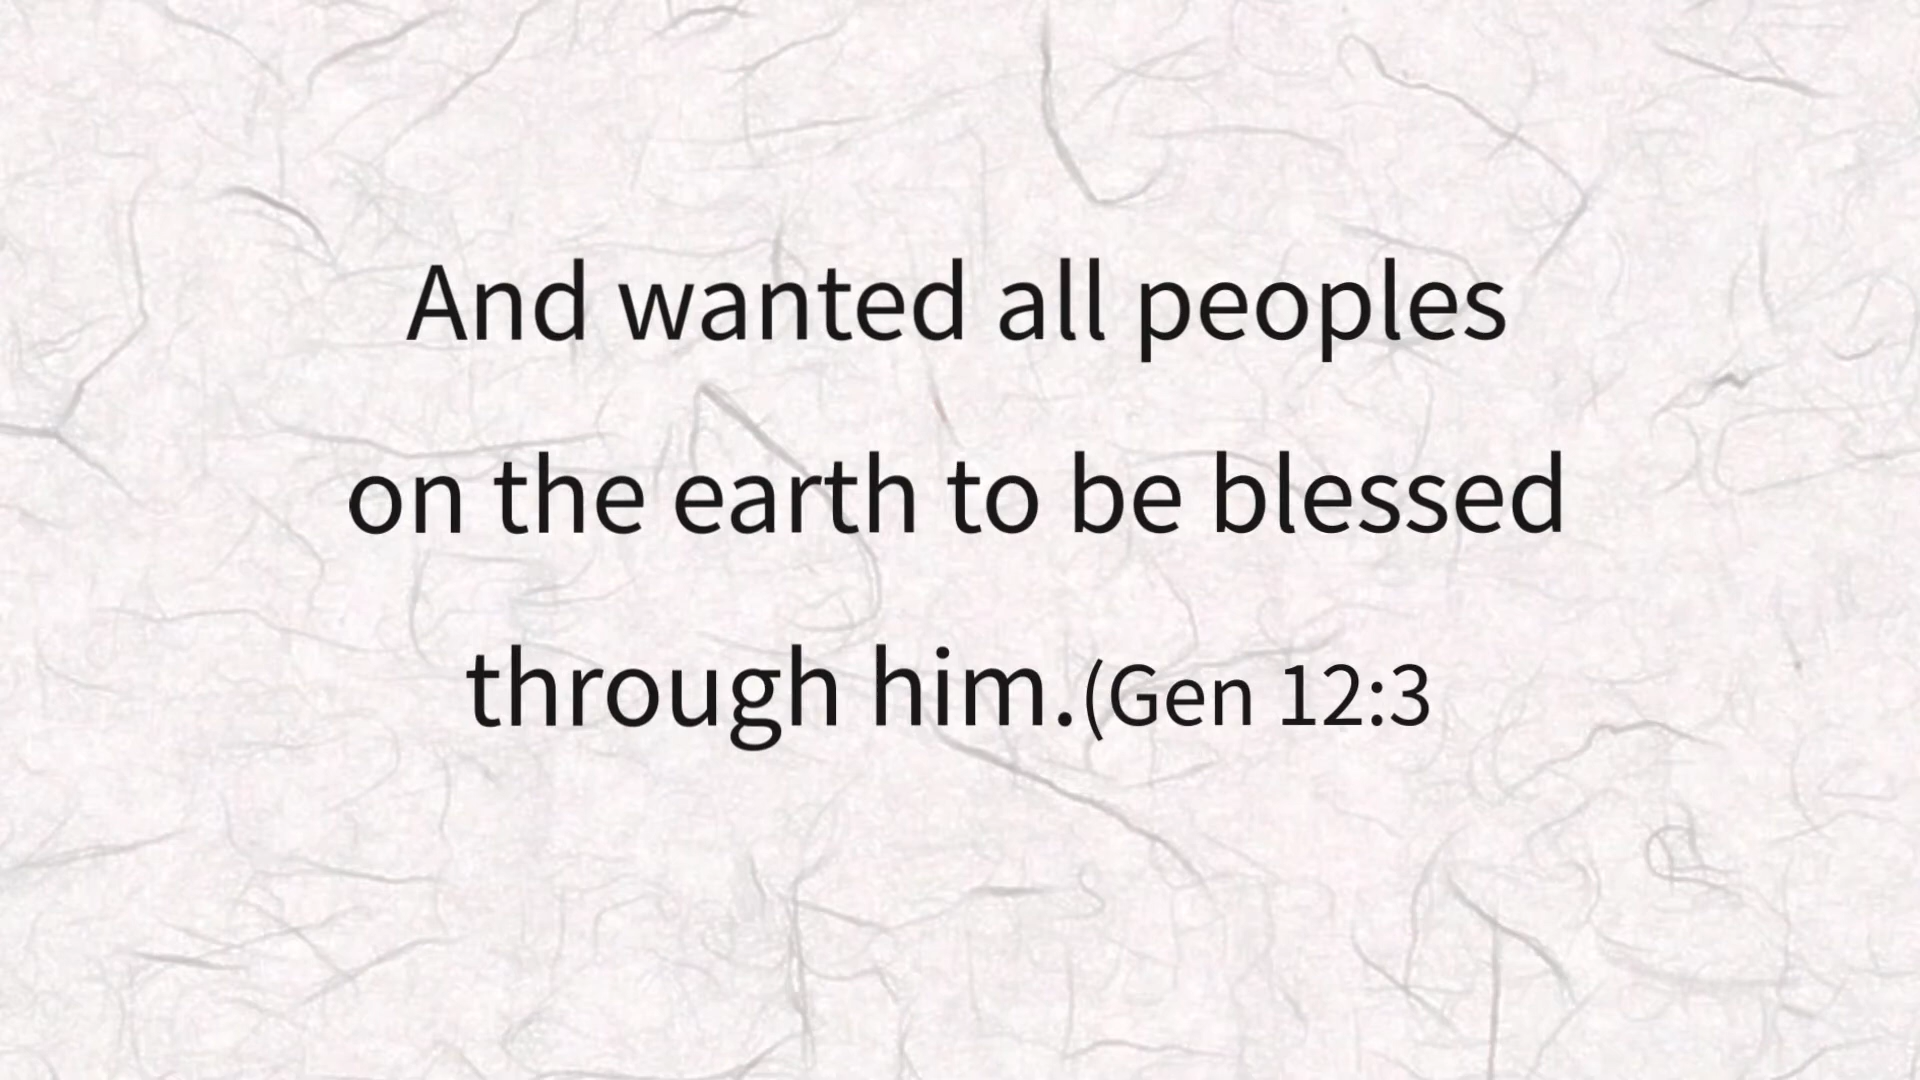 And wanted all peoples
on the earth to be blessed
through him.(Gen 12:3